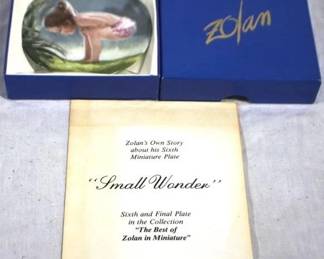 zolan
Zolan's Own Story
about his Sixth
Miniature Plate
"Small Wonder"
Sixth and Final Plate
in the Collection
"The Best of
Zolan in Miniature"